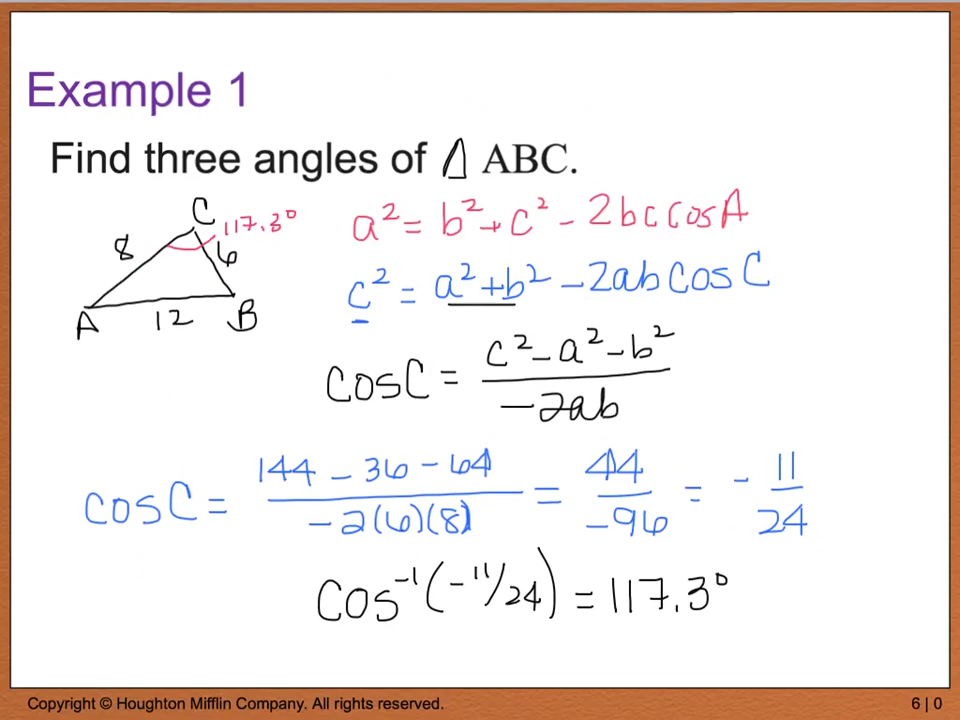 Example 1
Find three angles of △ ABC.
C
117.3°
8
6
A
12
B
a² = b² + c² - 2bc cos A
c² = a² + b² - 2ab cos C
cos C = (c² - a² - b²) / (-2ab)
cos C = (144 - 36 - 64) / (-2(6)(8)) = 44 / -96 = - 11/24
cos⁻¹(-11/24) = 117.3°
Copyright © Houghton Mifflin Company. All rights reserved.
6 | 0